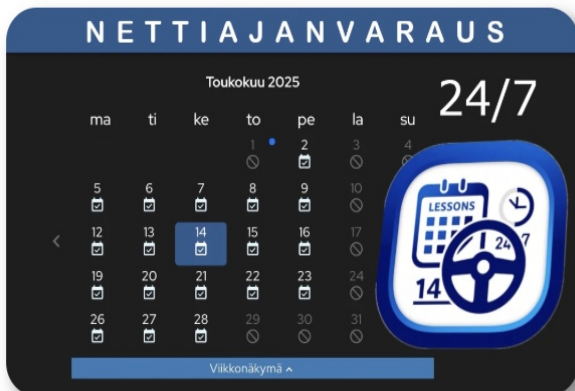 NETTIAJANVARAUS
Toukokuu 2025
24/7
ma ti ke to pe la su
1 2 3 4
5 6 7 8 9 10
12 13 14 15 16 17
19 20 21 22 23 24
26 27 28 29 30 31
LESSONS
24 7
14
Viikkonäkymä